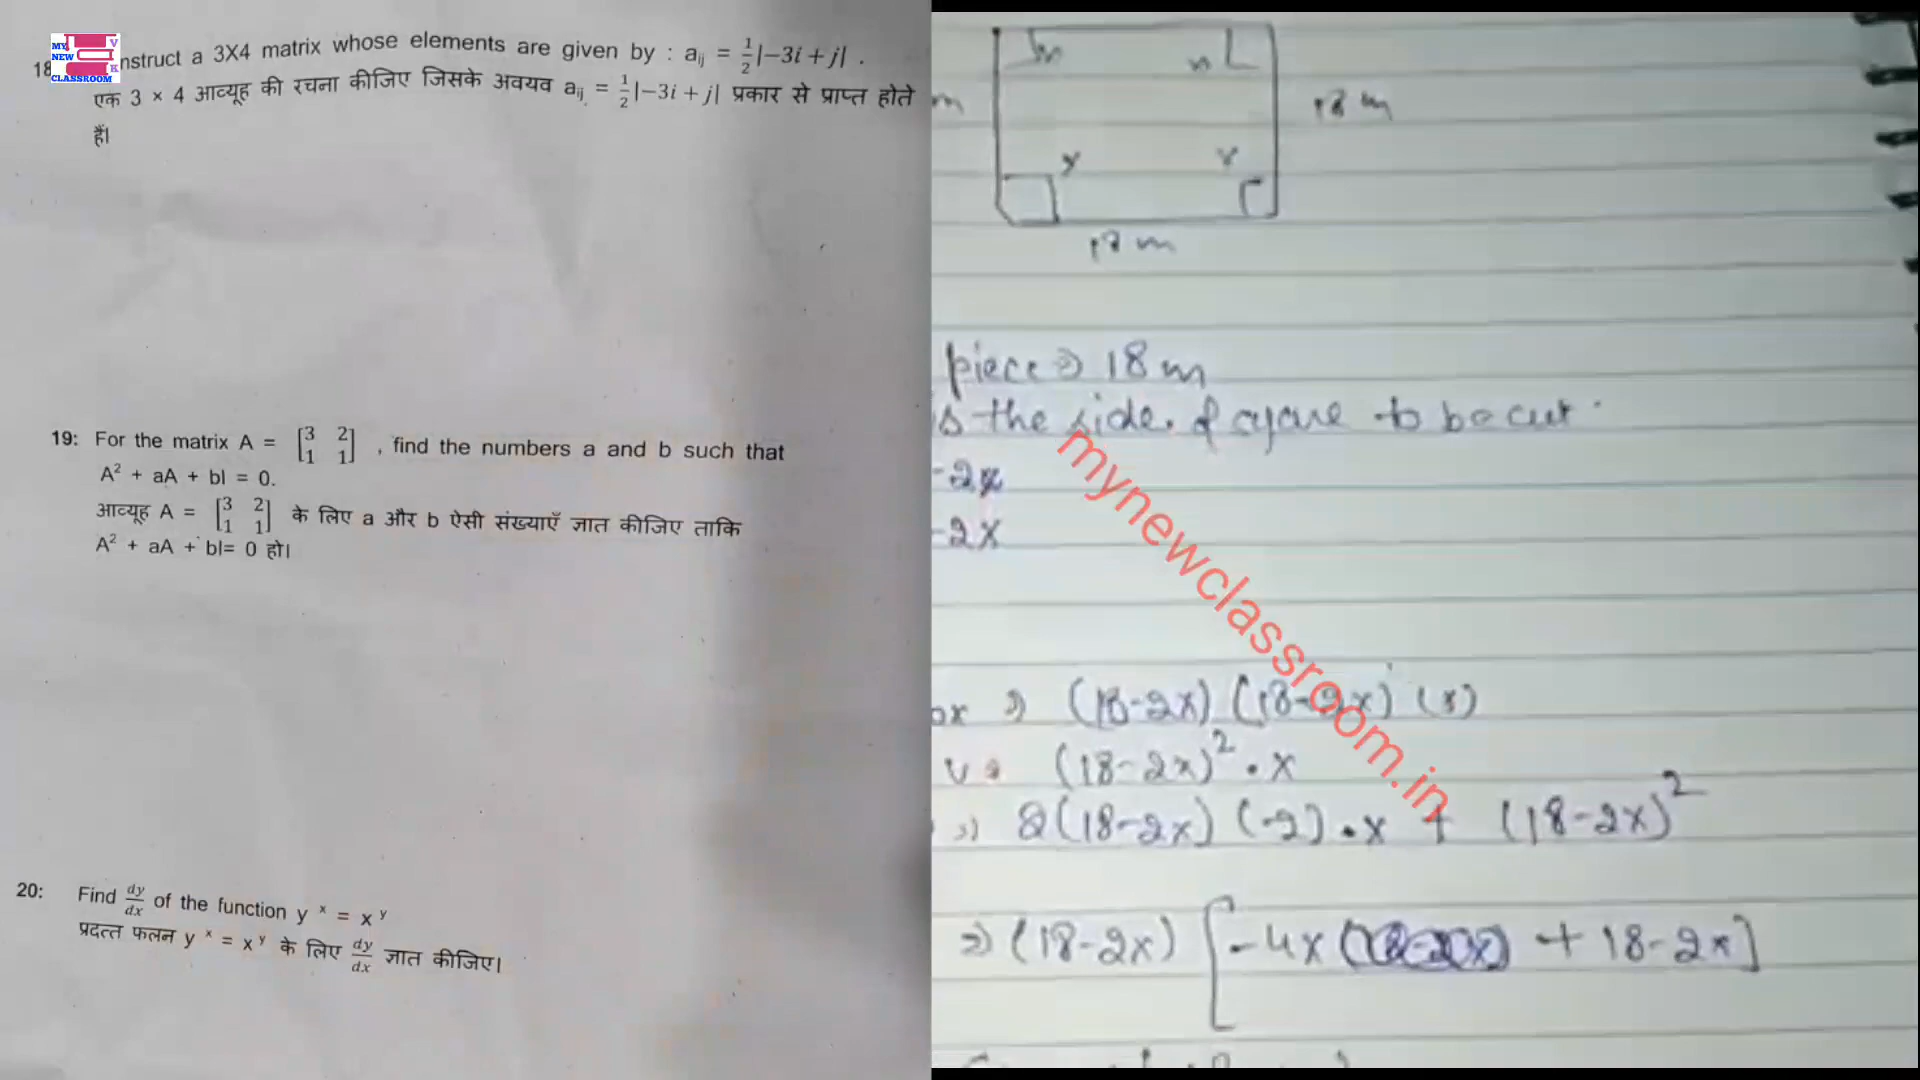 MY NEW CLASSROOM V K
18 nstruct a 3X4 matrix whose elements are given by : aij = 1/2|−3i + j| .
एक 3 × 4 आव्यूह की रचना कीजिए जिसके अवयव aij = 1/2|−3i + j| प्रकार से प्राप्त होते
हैं।
19: For the matrix A = [3 2 1 1] , find the numbers a and b such that
A² + aA + bI = 0.
आव्यूह A = [3 2 1 1] के लिए a और b ऐसी संख्याएँ ज्ञात कीजिए ताकि
A² + aA + bI= 0 हो।
20: Find dy/dx of the function y ˣ = x ʸ
प्रदत्त फलन y ˣ = x ʸ के लिए dy/dx ज्ञात कीजिए।
m
18 m
x x
18 m
piece ⇒ 18 m
is the side of square to be cut.
-2x
-2x
ox ⇒ (18-2x) (18-2x) (x)
V = (18-2x)² · x
⇒ 2(18-2x) (-2) · x + (18-2x)²
⇒ (18-2x) [-4x + 18-2x]
mynewclassroom.in